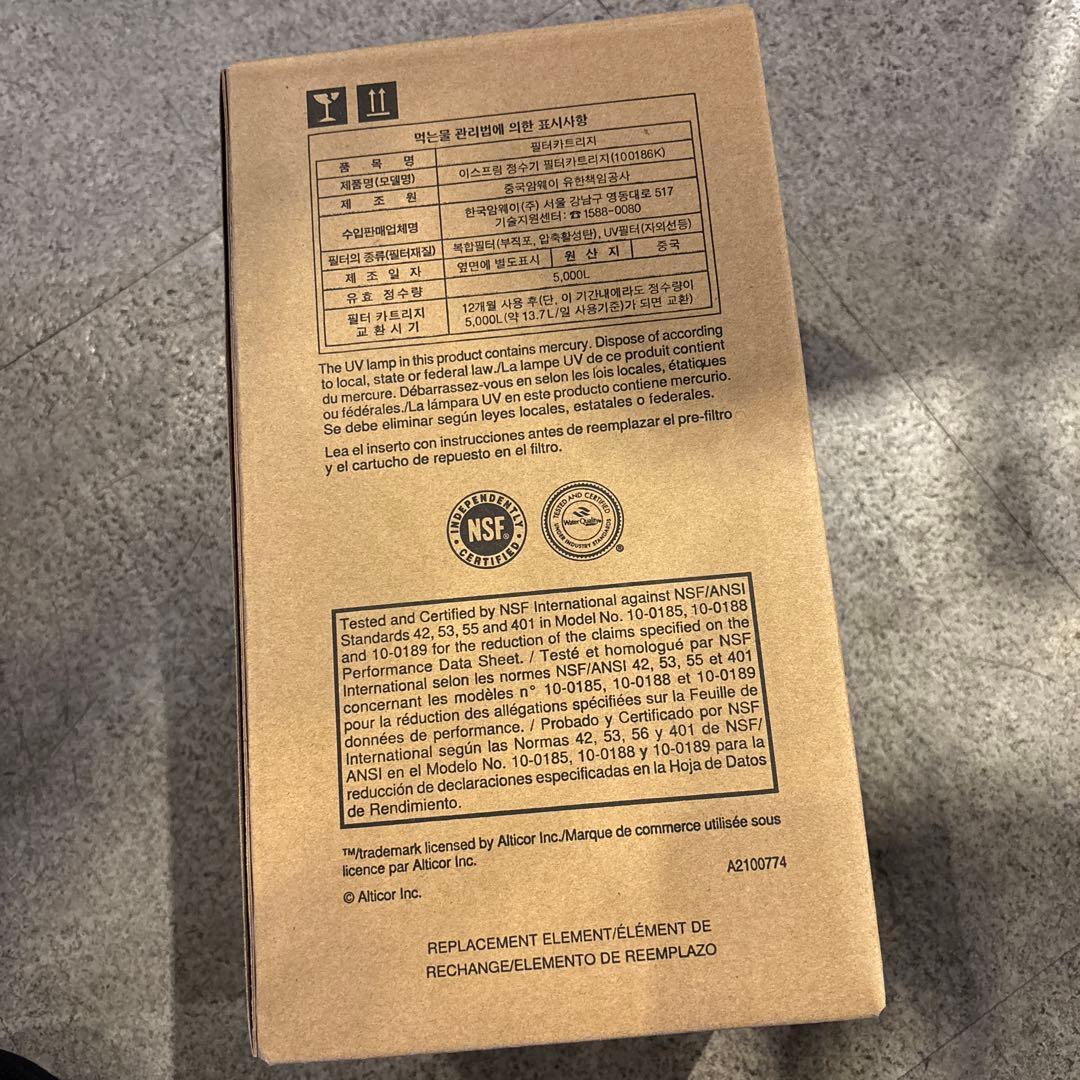 먹는물 관리법에 의한 표시사항
품 목 명 필터카트리지
제품명(모델명) 이스프링 정수기 필터카트리지(100186K)
제 조 원 중국암웨이 유한책임공사
수입판매업체명 한국암웨이(주) 서울 강남구 영동대로 517
기술지원센터: ☎ 1588-0080
필터의 종류(필터재질) 복합필터(부직포, 압축활성탄), UV필터(자외선등)
제 조 일 자 옆면에 별도표시 원 산 지 중국
유효 정수량 5,000L
필터 카트리지 12개월 사용 후(단, 이 기간내에라도 정수량이
교 환 시 기 5,000L(약 13.7L/일 사용기준)가 되면 교환)
The UV lamp in this product contains mercury. Dispose of according
to local, state or federal law./La lampe UV de ce produit contient
du mercure. Débarrassez-vous en selon les lois locales, étatiques
ou fédérales./La lámpara UV en este producto contiene mercurio.
Se debe eliminar según leyes locales, estatales o federales.
Lea el inserto con instrucciones antes de reemplazar el pre-filtro
y el cartucho de repuesto en el filtro.
INDEPENDENTLY
NSF®
CERTIFIED
TESTED AND CERTIFIED
Water Quality
UNDER INDUSTRY STANDARDS
®
Tested and Certified by NSF International against NSF/ANSI
Standards 42, 53, 55 and 401 in Model No. 10-0185, 10-0188
and 10-0189 for the reduction of the claims specified on the
Performance Data Sheet. / Testé et homologué par NSF
International selon les normes NSF/ANSI 42, 53, 55 et 401
concernant les modèles n° 10-0185, 10-0188 et 10-0189
pour la réduction des allégations spécifiées sur la Feuille de
données de performance. / Probado y Certificado por NSF
International según las Normas 42, 53, 56 y 401 de NSF/
ANSI en el Modelo No. 10-0185, 10-0188 y 10-0189 para la
reducción de declaraciones especificadas en la Hoja de Datos
de Rendimiento.
™/trademark licensed by Alticor Inc./Marque de commerce utilisée sous
licence par Alticor Inc.
A2100774
© Alticor Inc.
REPLACEMENT ELEMENT/ÉLÉMENT DE
RECHANGE/ELEMENTO DE REEMPLAZO